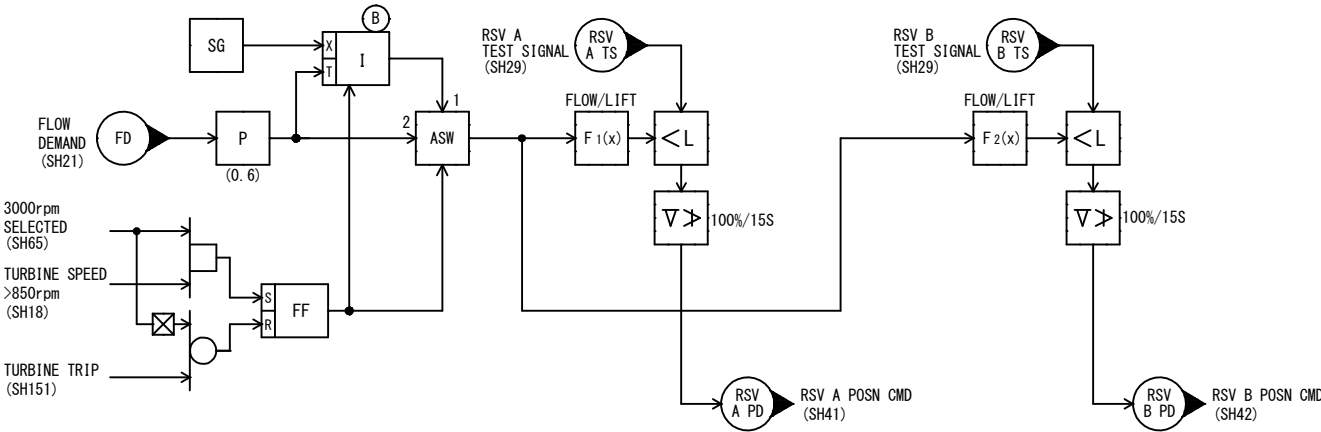 B
SG
X
T
I
1
2
ASW
FLOW
DEMAND
(SH21)
FD
P
(0.6)
3000rpm
SELECTED
(SH65)
TURBINE SPEED
>850rpm
(SH18)
TURBINE TRIP
(SH151)
S
R
FF
RSV A
TEST SIGNAL
(SH29)
RSV
A TS
FLOW/LIFT
F1(x)
<L
100%/15S
RSV
A PD
RSV A POSN CMD
(SH41)
RSV B
TEST SIGNAL
(SH29)
RSV
B TS
FLOW/LIFT
F2(x)
<L
100%/15S
RSV
B PD
RSV B POSN CMD
(SH42)